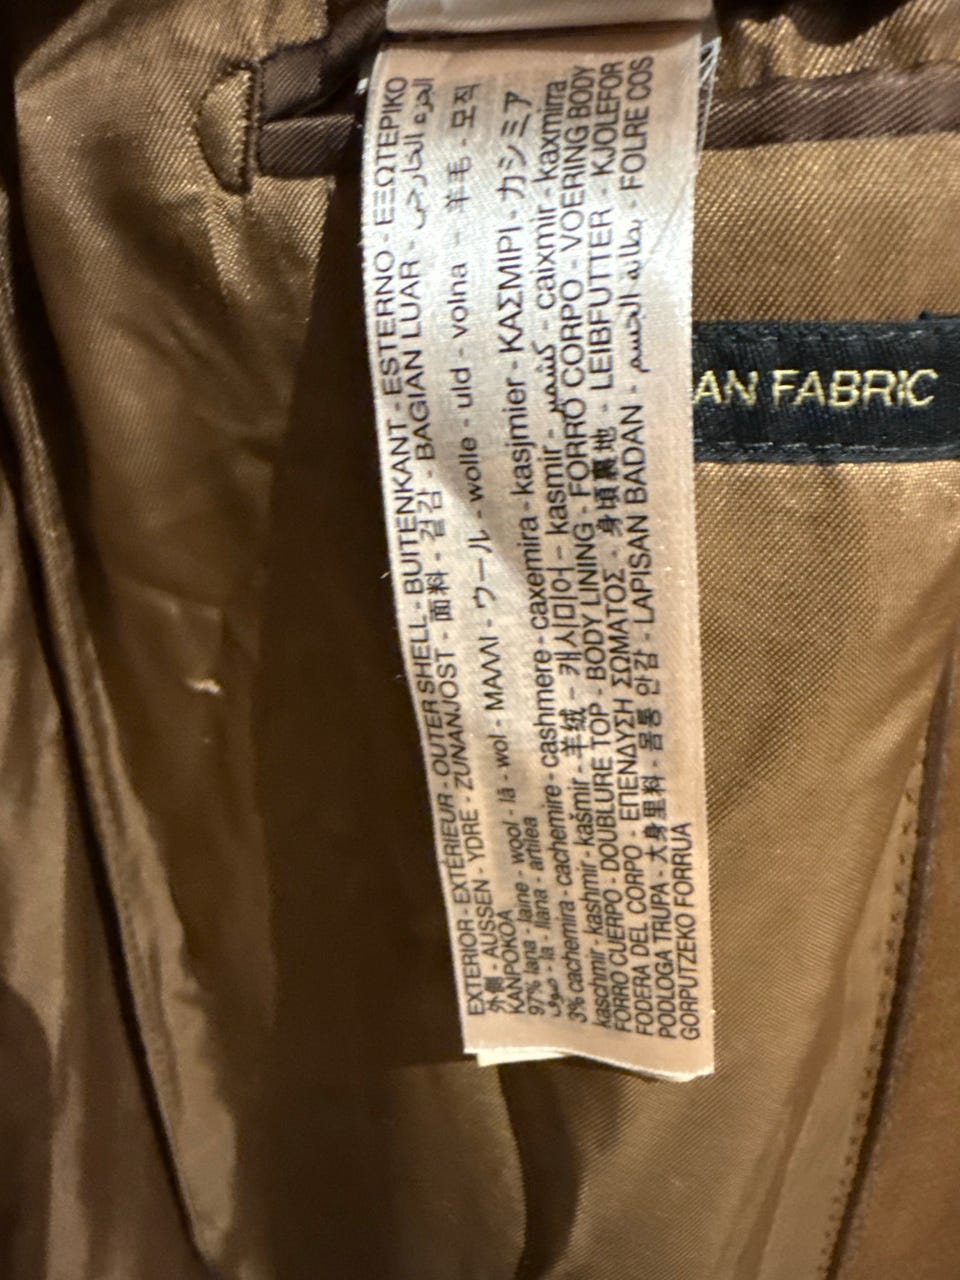 EXTERIOR - EXTÉRIEUR - OUTER SHELL - BUITENKANT - ESTERNO - ΕΞΩΤΕΡΙΚΟ
外側 - AUSSEN - YDRE - ZUNANJOST - 面料 - 겉감 - BAGIAN LUAR - الجزء الخارجي
KANPOKOA
97% lana - laine - wool - lã - wol - ΜΑΛΛΙ - ウール - wolle - uld - volna - 羊毛 - 모직
صوف - la - llana - artilea
3% cachemira - cachemire - cashmere - caxemira - kasjmier - ΚΑΣΜΙΡΙ - カシミア
kaschmir - kashmir - kašmir - 羊绒 - 캐시미어 - kasmir - كشمير - caixmir - kaxmirra
FORRO CUERPO - DOUBLURE TOP - BODY LINING - FORRO CORPO - VOERING BODY
FODERA DEL CORPO - ΕΠΕΝΔΥΣΗ ΣΩΜΑΤΟΣ - 身頃裏地 - LEIBFUTTER - KJOLEFOR
PODLOGA TRUPA - 大身里料 - 몸통 안감 - LAPISAN BADAN - بطانة الجسم - FOLRE COS
GORPUTZEKO FORRUA
AN FABRIC